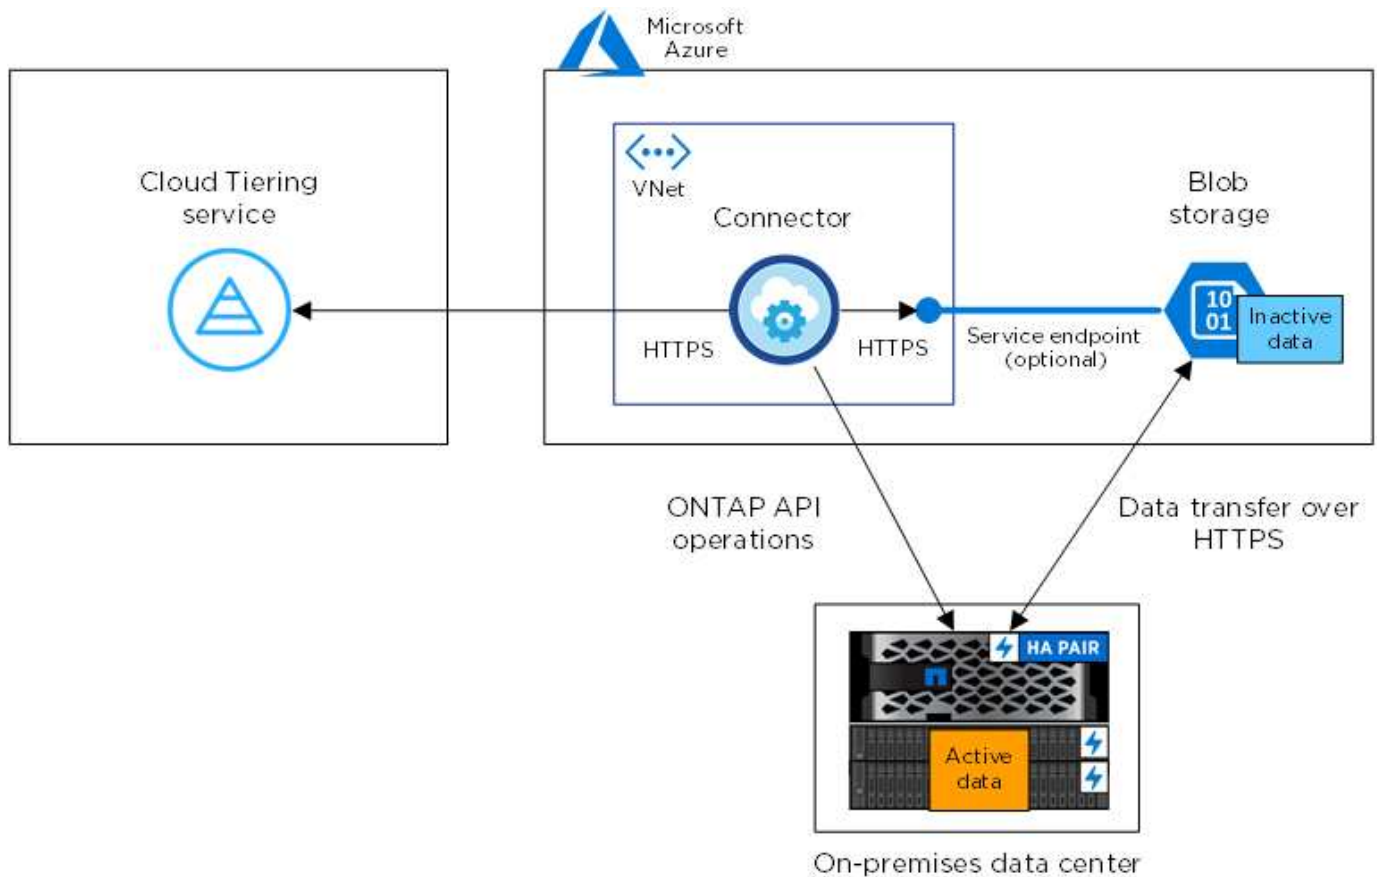 Microsoft
Azure
Cloud Tiering
service
VNet
Connector
Blob
storage
HTTPS
HTTPS
Service endpoint
(optional)
10
01
Inactive
data
ONTAP API
operations
Data transfer over
HTTPS
HA PAIR
Active
data
On-premises data center